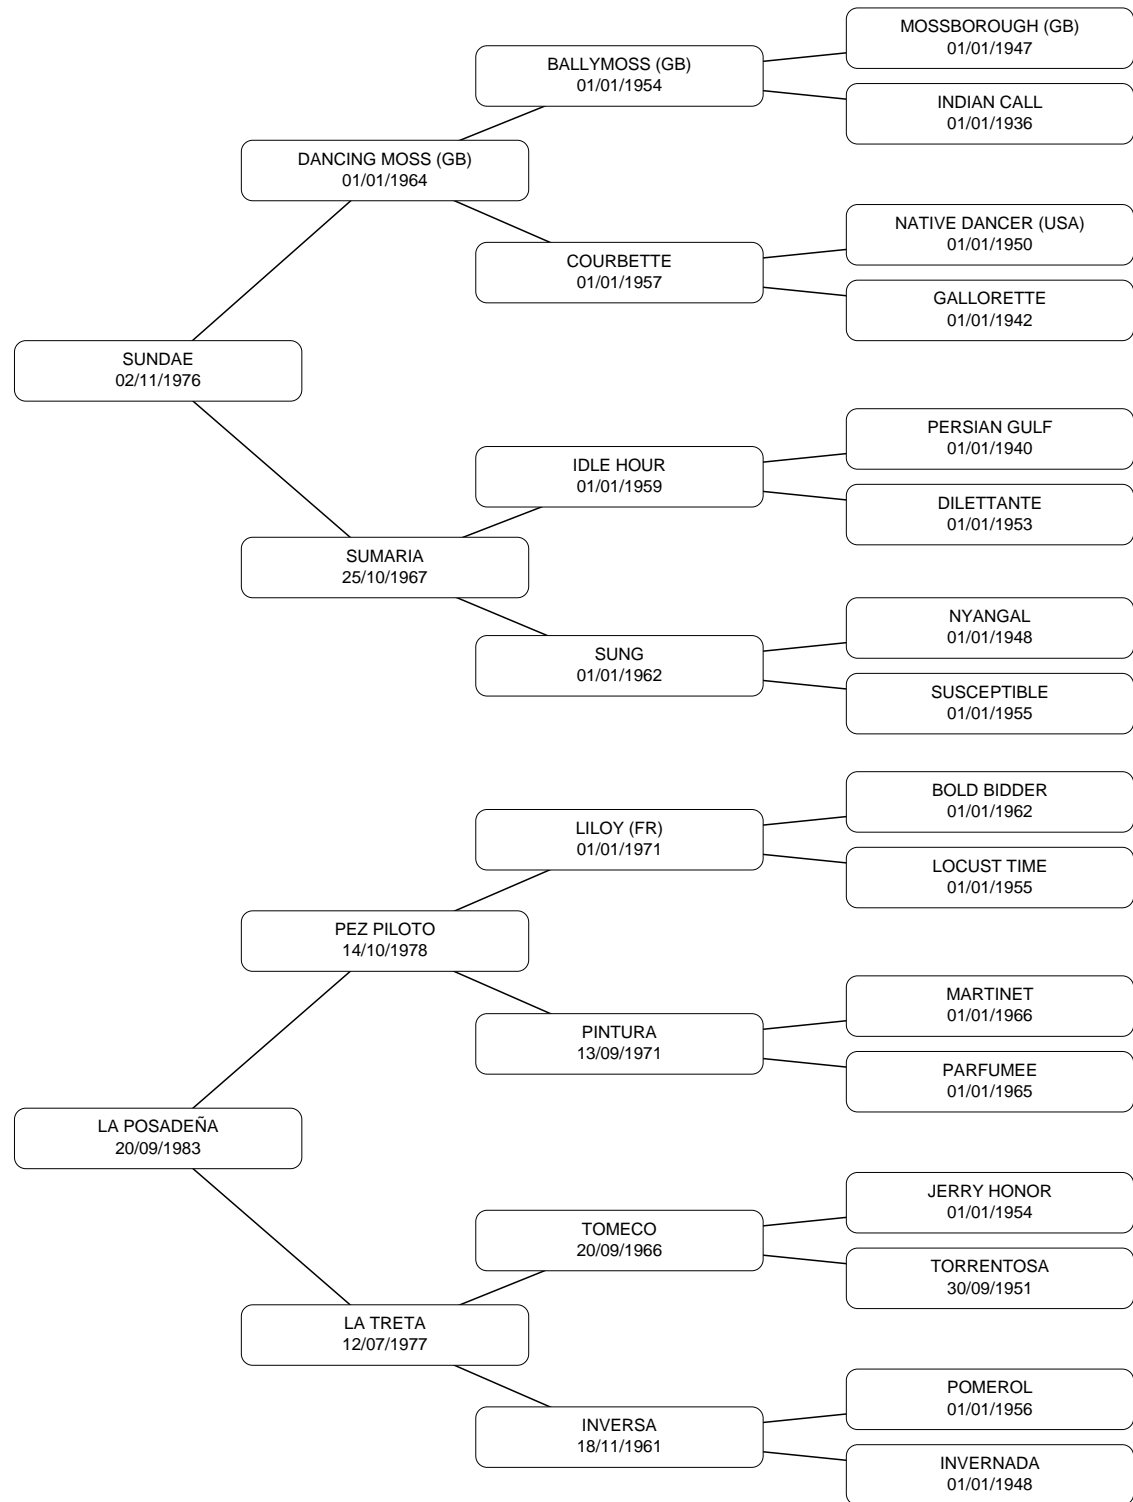 MOSSBOROUGH (GB)
01/01/1947
BALLYMOSS (GB)
01/01/1954
INDIAN CALL
01/01/1936
DANCING MOSS (GB)
01/01/1964
NATIVE DANCER (USA)
01/01/1950
COURBETTE
01/01/1957
GALLORETTE
01/01/1942
SUNDAE
02/11/1976
PERSIAN GULF
01/01/1940
IDLE HOUR
01/01/1959
DILETTANTE
01/01/1953
SUMARIA
25/10/1967
NYANGAL
01/01/1948
SUNG
01/01/1962
SUSCEPTIBLE
01/01/1955
BOLD BIDDER
01/01/1962
LILOY (FR)
01/01/1971
LOCUST TIME
01/01/1955
PEZ PILOTO
14/10/1978
MARTINET
01/01/1966
PINTURA
13/09/1971
PARFUMEE
01/01/1965
LA POSADEÑA
20/09/1983
JERRY HONOR
01/01/1954
TOMECO
20/09/1966
TORRENTOSA
30/09/1951
LA TRETA
12/07/1977
POMEROL
01/01/1956
INVERSA
18/11/1961
INVERNADA
01/01/1948